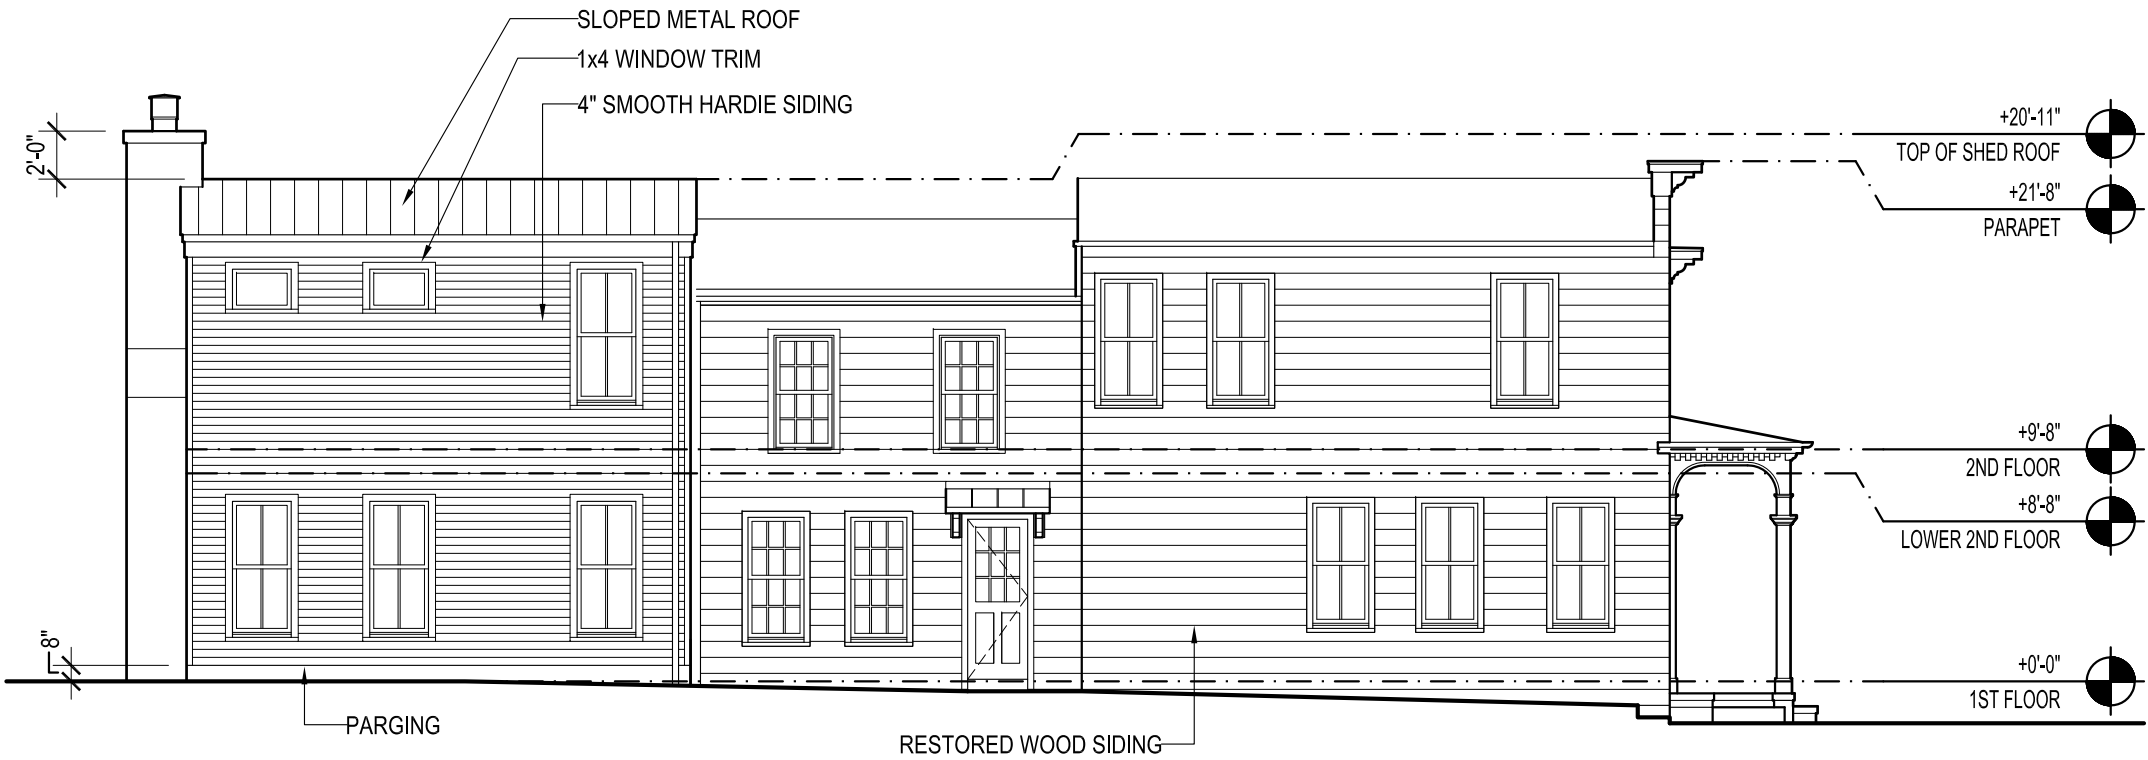 SLOPED METAL ROOF
1x4 WINDOW TRIM
4" SMOOTH HARDIE SIDING
2'-0"
+20'-11"
TOP OF SHED ROOF
+21'-8"
PARAPET
+9'-8"
2ND FLOOR
+8'-8"
LOWER 2ND FLOOR
8"
+0'-0"
1ST FLOOR
PARGING
RESTORED WOOD SIDING